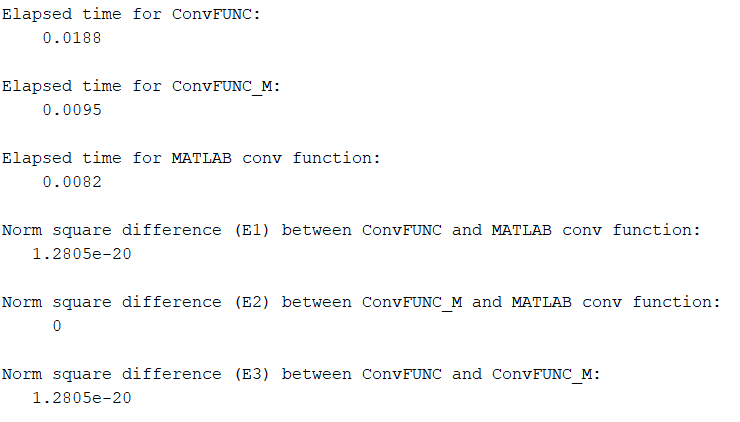 Elapsed time for ConvFUNC:
0.0188
Elapsed time for ConvFUNC_M:
0.0095
Elapsed time for MATLAB conv function:
0.0082
Norm square difference (E1) between ConvFUNC and MATLAB conv function:
1.2805e-20
Norm square difference (E2) between ConvFUNC_M and MATLAB conv function:
0
Norm square difference (E3) between ConvFUNC and ConvFUNC_M:
1.2805e-20